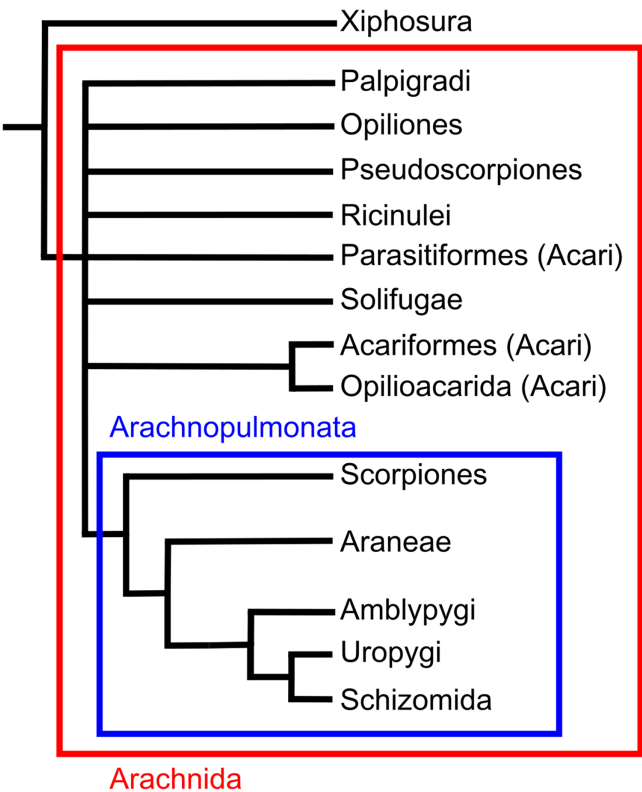 Xiphosura
Palpigradi
Opiliones
Pseudoscorpiones
Ricinulei
Parasitiformes (Acari)
Solifugae
Acariformes (Acari)
Opilioacarida (Acari)
Arachnopulmonata
Scorpiones
Araneae
Amblypygi
Uropygi
Schizomida
Arachnida